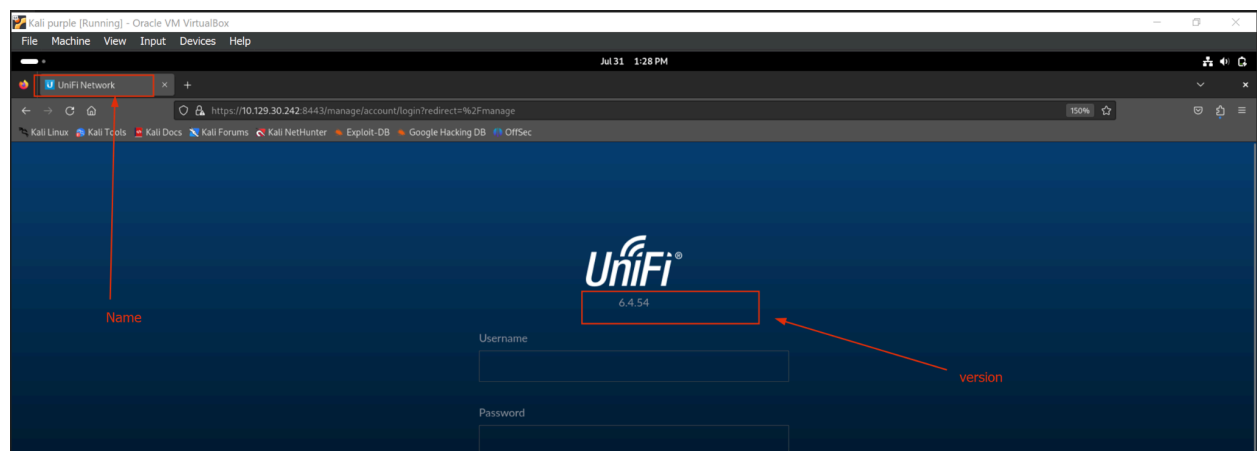 Kali purple [Running] - Oracle VM VirtualBox
File Machine View Input Devices Help
Jul 31 1:28 PM
UniFi Network
https://10.129.30.242:8443/manage/account/login?redirect=%2Fmanage
150%
Kali Linux Kali Tools Kali Docs Kali Forums Kali NetHunter Exploit-DB Google Hacking DB OffSec
UniFi®
6.4.54
Name
Username
version
Password